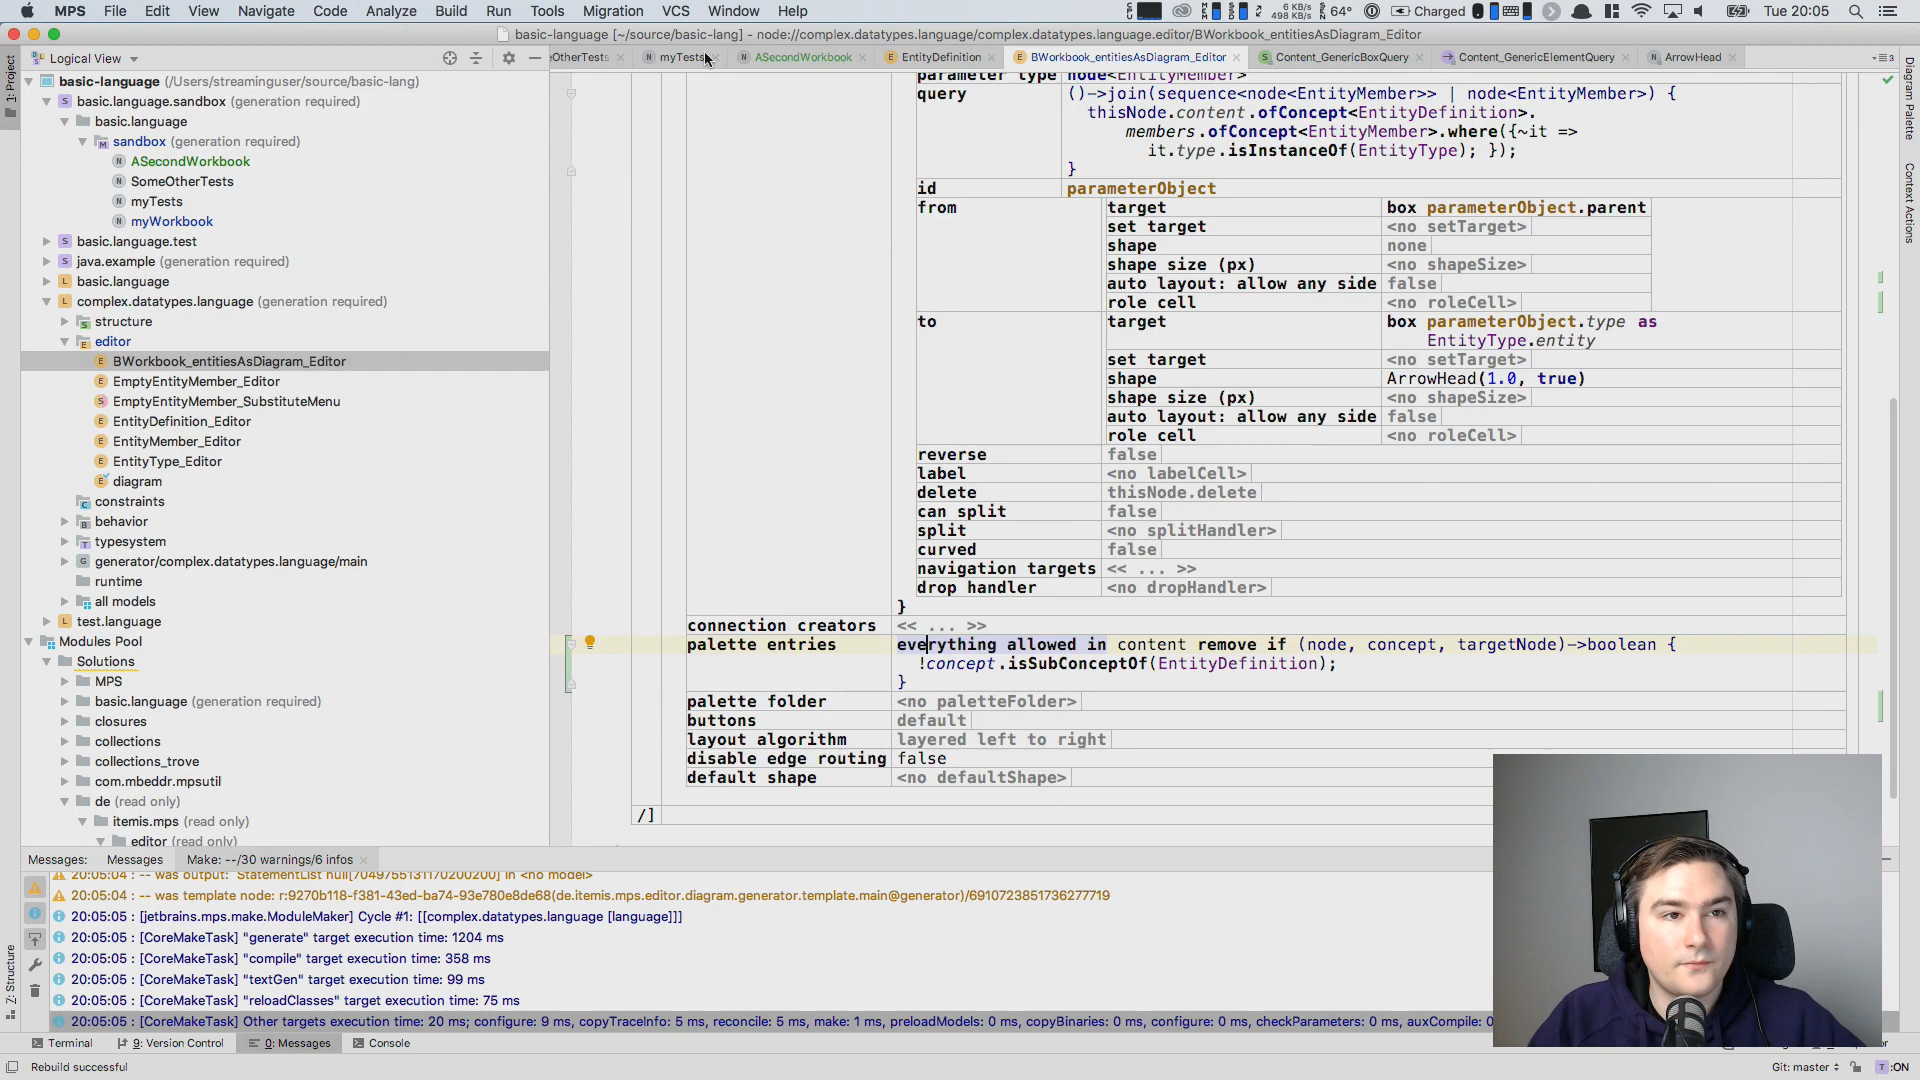 MPS File Edit View Navigate Code Analyze Build Run Tools Migration VCS Window Help
6 KB/s
498 KB/s
64° Charged Tue 20:05
basic-language [~/source/basic-lang] - node://complex.datatypes.language/complex.datatypes.language.editor/BWorkbook_entitiesAsDiagram_Editor
Logical View
eOtherTests myTests ASecondWorkbook EntityDefinition BWorkbook_entitiesAsDiagram_Editor Content_GenericBoxQuery Content_GenericElementQuery ArrowHead
1: Project
Z: Structure
Diagram Palette
Context Actions
basic-language (/Users/streaminguser/source/basic-lang)
basic.language.sandbox (generation required)
basic.language
sandbox (generation required)
ASecondWorkbook
SomeOtherTests
myTests
myWorkbook
basic.language.test
java.example (generation required)
basic.language
complex.datatypes.language (generation required)
structure
editor
BWorkbook_entitiesAsDiagram_Editor
EmptyEntityMember_Editor
EmptyEntityMember_SubstituteMenu
EntityDefinition_Editor
EntityMember_Editor
EntityType_Editor
diagram
constraints
behavior
typesystem
generator/complex.datatypes.language/main
runtime
all models
test.language
Modules Pool
Solutions
MPS
basic.language (generation required)
closures
collections
collections_trove
com.mbeddr.mpsutil
de (read only)
itemis.mps (read only)
editor (read only)
parameter type node<EntityMember>
query ()->join(sequence<node<EntityMember>> | node<EntityMember>) {
thisNode.content.ofConcept<EntityDefinition>.
members.ofConcept<EntityMember>.where({~it =>
it.type.isInstanceOf(EntityType); });
}
id parameterObject
from target box parameterObject.parent
set target <no setTarget>
shape none
shape size (px) <no shapeSize>
auto layout: allow any side false
role cell <no roleCell>
to target box parameterObject.type as
EntityType.entity
set target <no setTarget>
shape ArrowHead(1.0, true)
shape size (px) <no shapeSize>
auto layout: allow any side false
role cell <no roleCell>
reverse false
label <no labelCell>
delete thisNode.delete
can split false
split <no splitHandler>
curved false
navigation targets << ... >>
drop handler <no dropHandler>
}
connection creators << ... >>
palette entries everything allowed in content remove if (node, concept, targetNode)->boolean {
!concept.isSubConceptOf(EntityDefinition);
}
palette folder <no paletteFolder>
buttons default
layout algorithm layered left to right
disable edge routing false
default shape <no defaultShape>
/]
Messages: Messages Make: --/30 warnings/6 infos
20:05:04 : -- was output: StatementList null[7049755131170200200] in <no model>
20:05:04 : -- was template node: r:9270b118-f381-43ed-ba74-93e780e8de68(de.itemis.mps.editor.diagram.generator.template.main@generator)/6910723851736277719
20:05:05 : [jetbrains.mps.make.ModuleMaker] Cycle #1: [[complex.datatypes.language [language]]]
20:05:05 : [CoreMakeTask] "generate" target execution time: 1204 ms
20:05:05 : [CoreMakeTask] "compile" target execution time: 358 ms
20:05:05 : [CoreMakeTask] "textGen" target execution time: 99 ms
20:05:05 : [CoreMakeTask] "reloadClasses" target execution time: 75 ms
20:05:05 : [CoreMakeTask] Other targets execution time: 20 ms; configure: 9 ms, copyTraceInfo: 5 ms, reconcile: 5 ms, make: 1 ms, preloadModels: 0 ms, copyBinaries: 0 ms, configure: 0 ms, checkParameters: 0 ms, auxCompile: 0
Terminal 9: Version Control 0: Messages Console
Rebuild successful Git: master T :ON